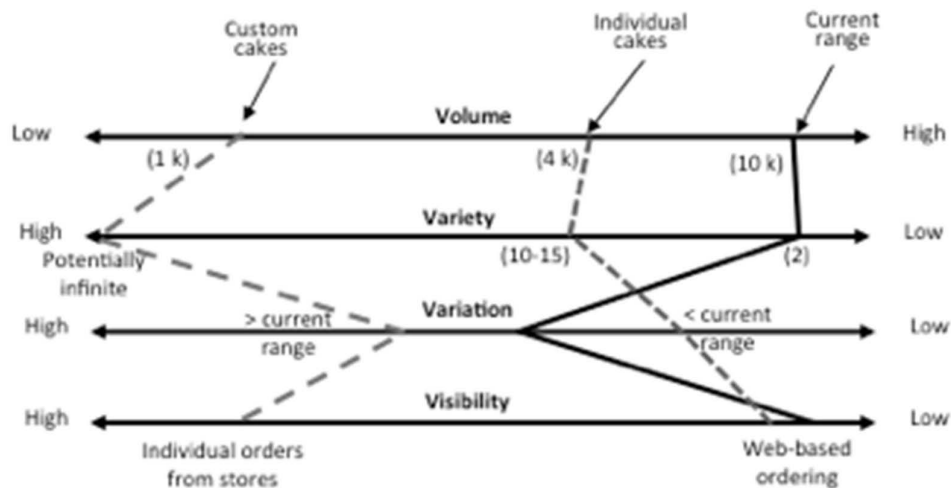 Custom
cakes
Individual
cakes
Current
range
Low
Volume
High
(1 k)
(4 k)
(10 k)
High
Variety
Low
Potentially
infinite
(10-15)
(2)
High
> current
range
Variation
< current
range
Low
High
Visibility
Low
Individual orders
from stores
Web-based
ordering